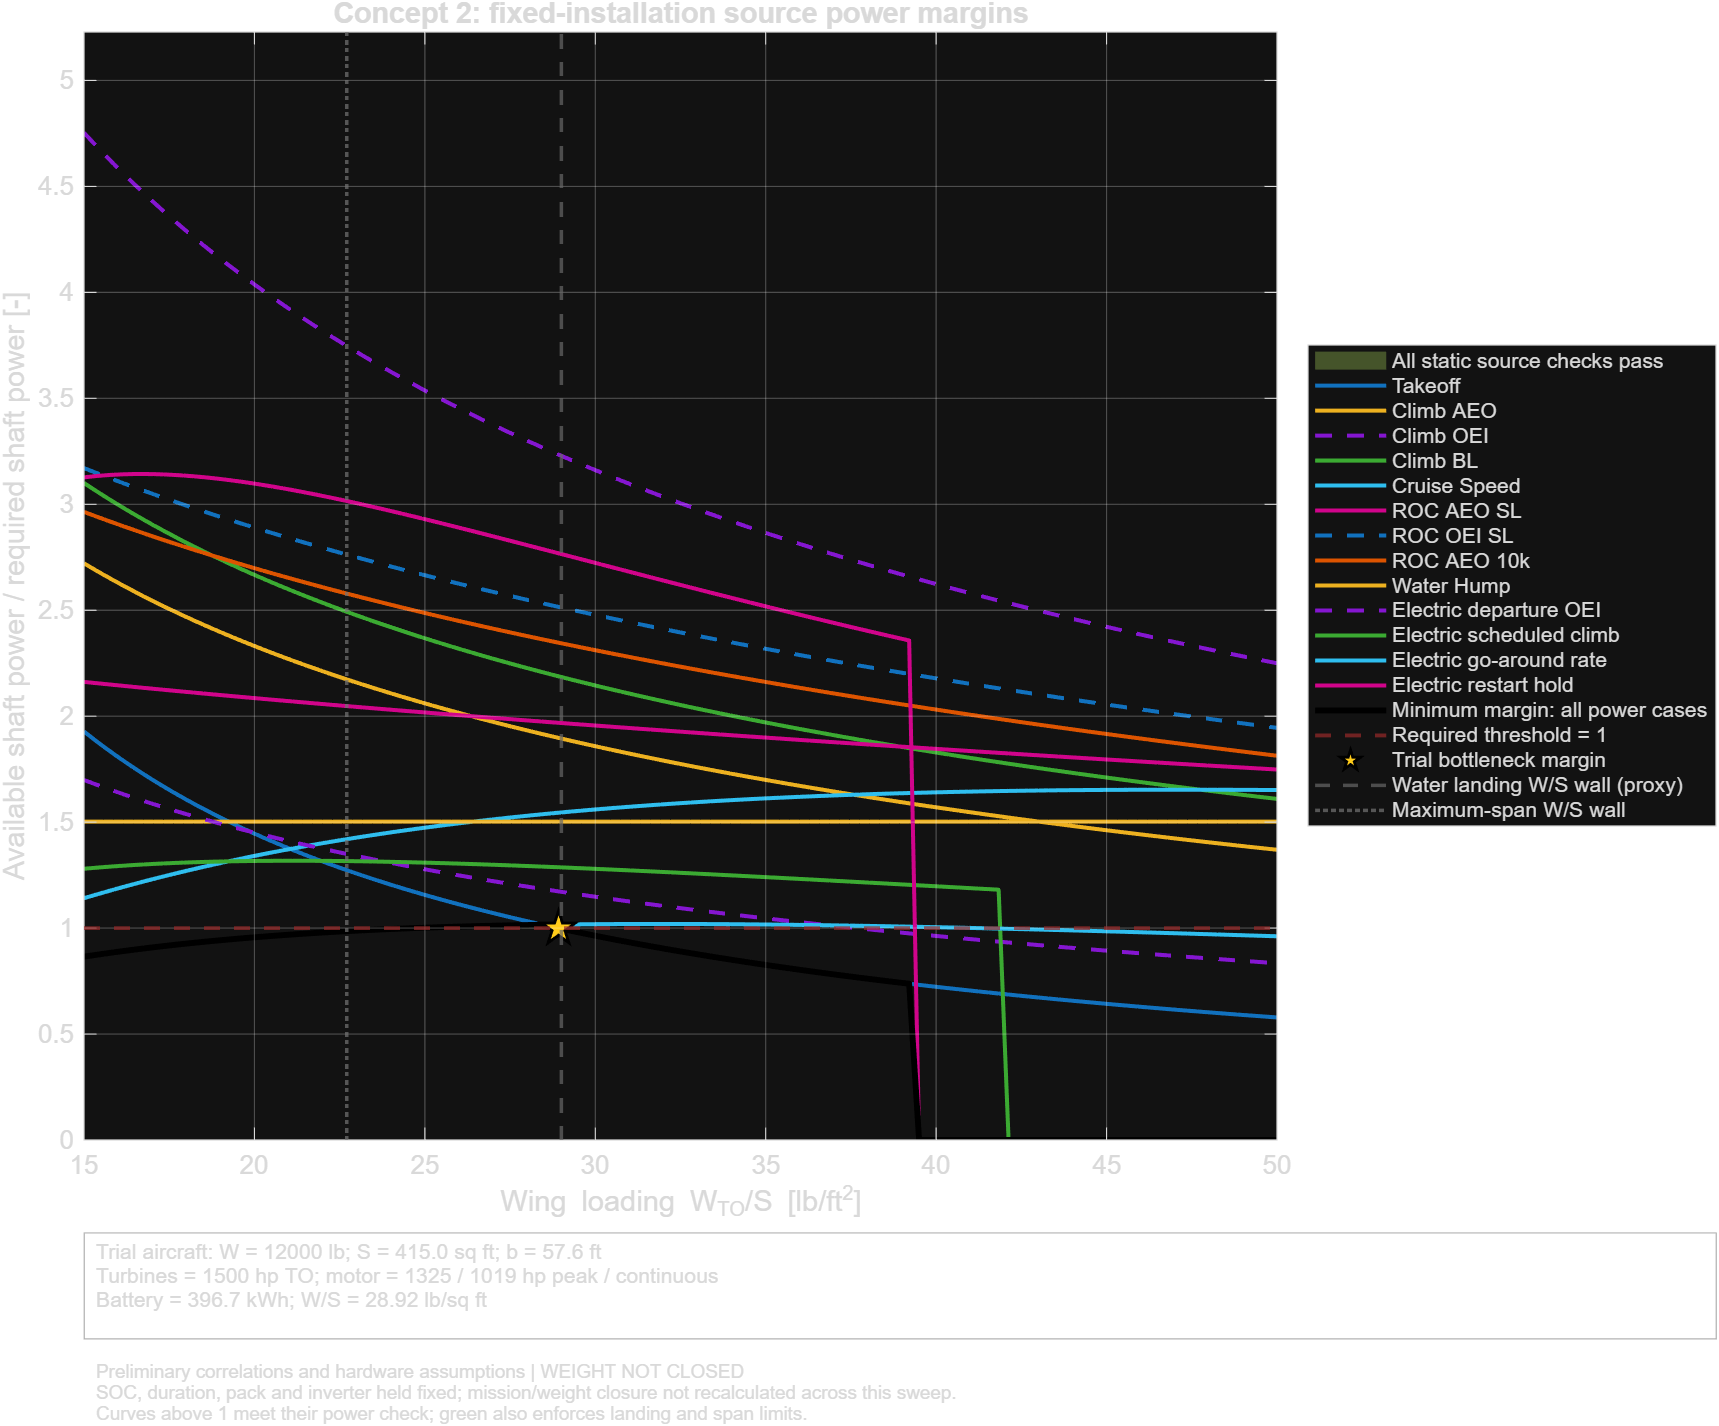 Concept 2: fixed-installation source power margins
Available shaft power / required shaft power [-]
5
4.5
4
3.5
3
2.5
2
1.5
1
0.5
0
15 20 25 30 35 40 45 50
Wing loading W_TO/S [lb/ft²]
All static source checks pass
Takeoff
Climb AEO
Climb OEI
Climb BL
Cruise Speed
ROC AEO SL
ROC OEI SL
ROC AEO 10k
Water Hump
Electric departure OEI
Electric scheduled climb
Electric go-around rate
Electric restart hold
Minimum margin: all power cases
Required threshold = 1
Trial bottleneck margin
Water landing W/S wall (proxy)
Maximum-span W/S wall
Trial aircraft: W = 12000 lb; S = 415.0 sq ft; b = 57.6 ft
Turbines = 1500 hp TO; motor = 1325 / 1019 hp peak / continuous
Battery = 396.7 kWh; W/S = 28.92 lb/sq ft
Preliminary correlations and hardware assumptions | WEIGHT NOT CLOSED
SOC, duration, pack and inverter held fixed; mission/weight closure not recalculated across this sweep.
Curves above 1 meet their power check; green also enforces landing and span limits.